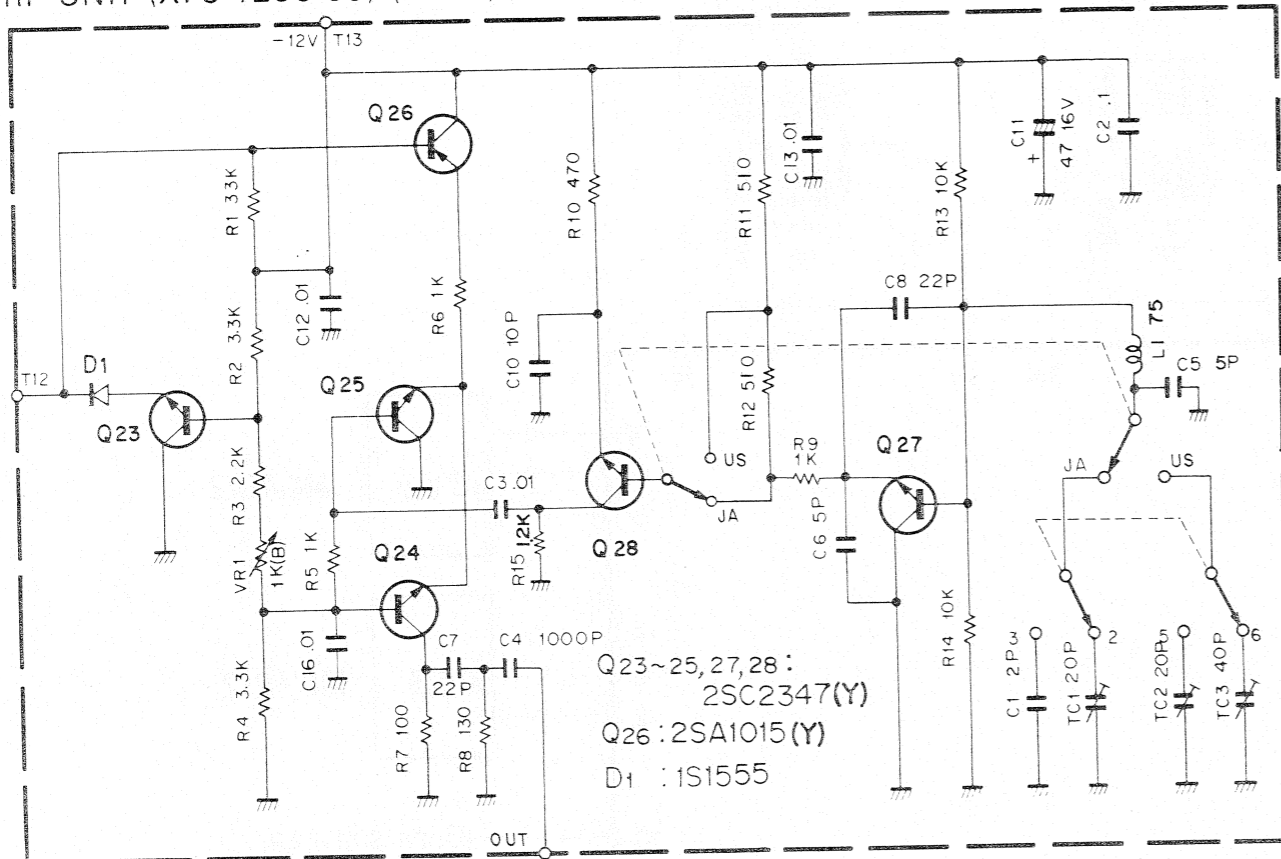 -12V T13
Q26
R1 33K
R10 470
R11 510
C13 .01
R13 10K
C11 47 16V
+
C2 .1
C12 .01
R6 1K
C8 22P
L1 75
C5 5P
R2 3.3K
C10 10P
R12 510
T12
D1
Q23
Q25
US
R9 1K
Q27
JA
US
R3 2.2K
C3 .01
JA
VR1 1K(B)
R5 1K
Q24
R15 1.2K
Q28
C6 5P
C16 .01
C7 22P
C4 1000P
R14 10K
3
2
5
6
R4 3.3K
R7 100
R8 130
C1 2P
TC1 20P
TC2 20P
TC3 40P
Q23~25,27,28:
2SC2347(Y)
Q26:2SA1015(Y)
D1 :1S1555
OUT